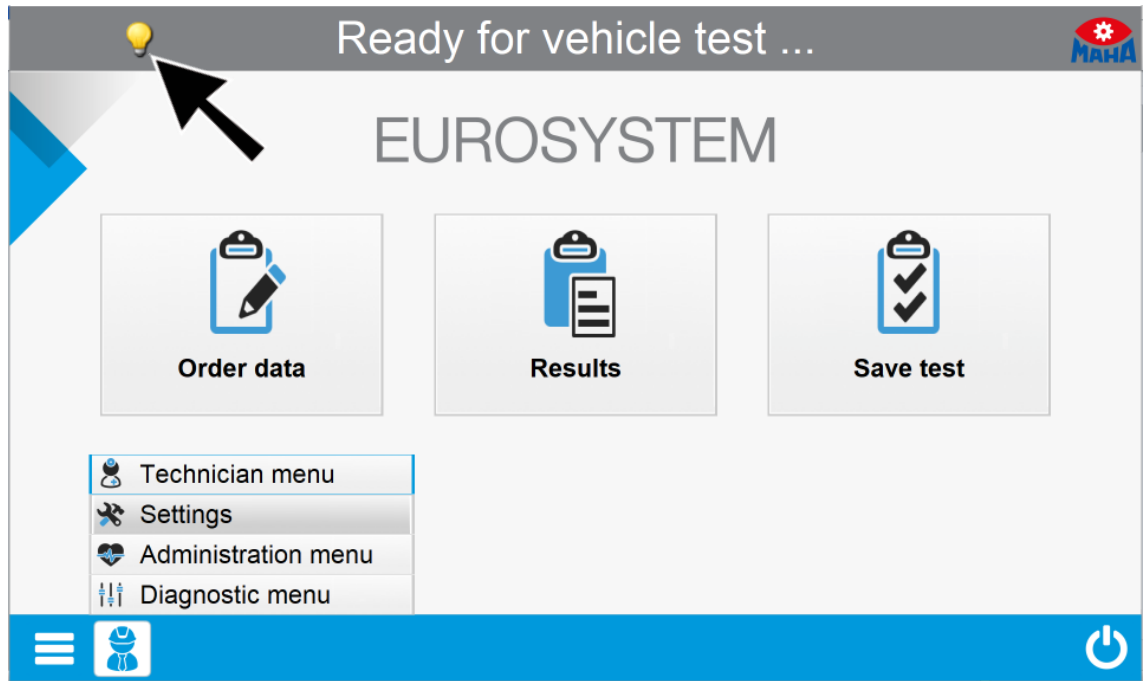 Ready for vehicle test ...
MAHA
EUROSYSTEM
Order data
Results
Save test
Technician menu
Settings
Administration menu
Diagnostic menu